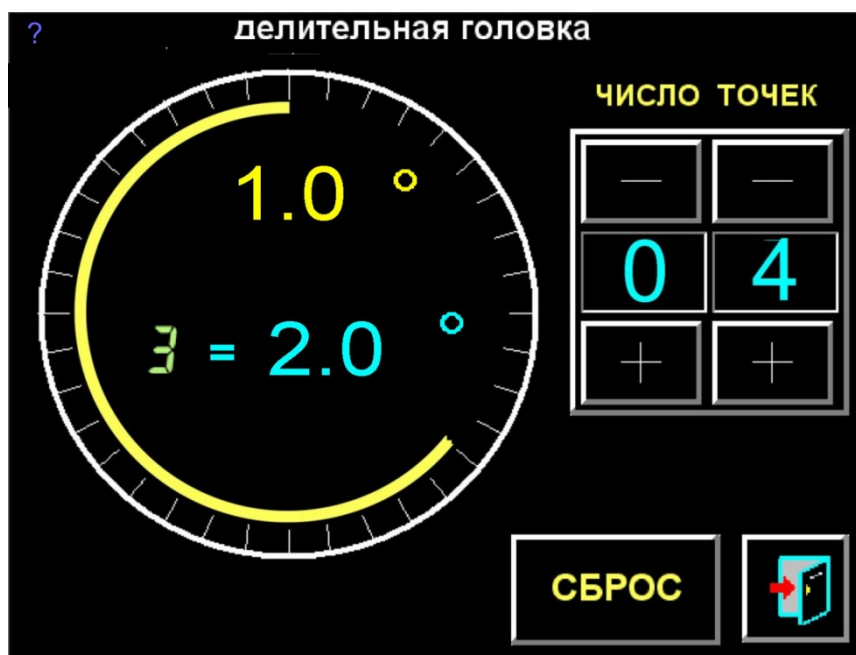 ?
делительная головка
ЧИСЛО ТОЧЕК
1.0 °
0 4
3 = 2.0 °
СБРОС